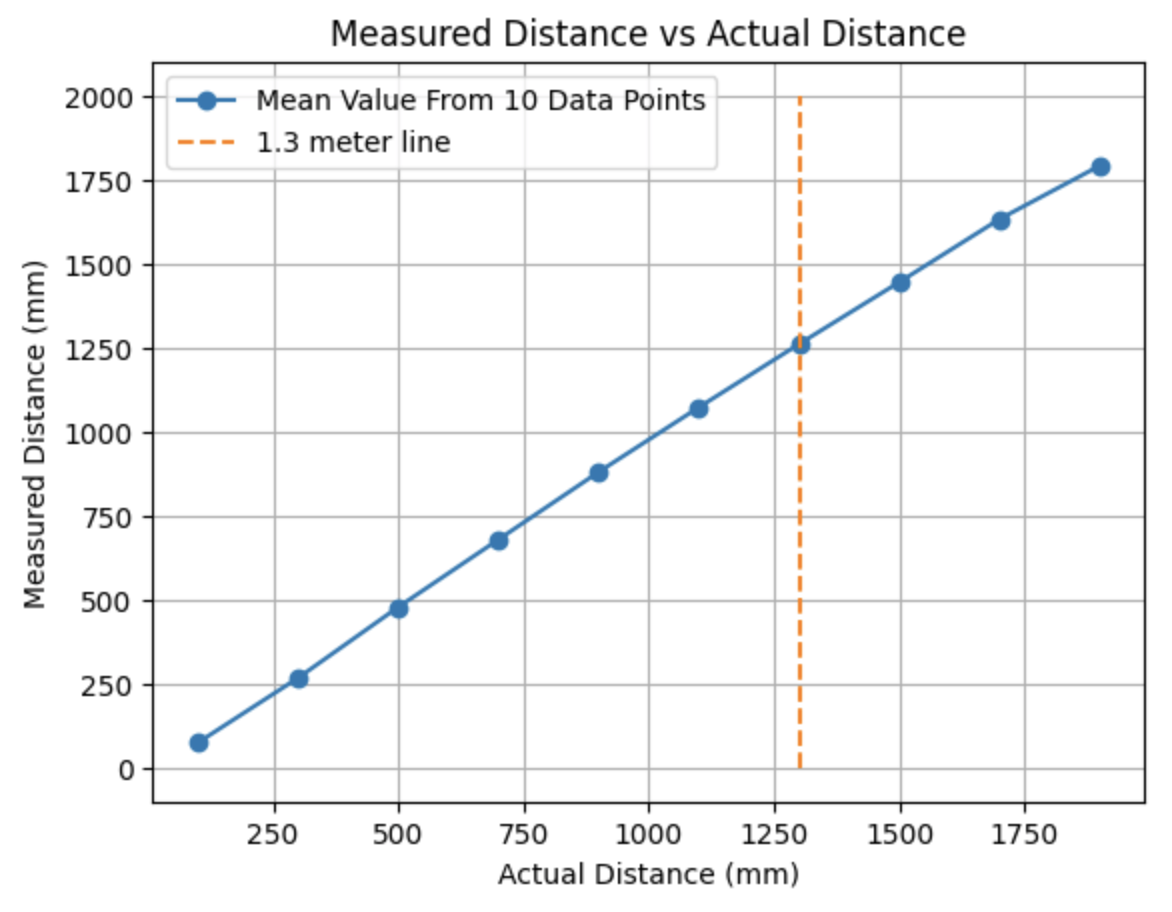 Measured Distance vs Actual Distance
Mean Value From 10 Data Points
1.3 meter line
2000
1750
1500
1250
1000
750
500
250
0
Measured Distance (mm)
250 500 750 1000 1250 1500 1750
Actual Distance (mm)